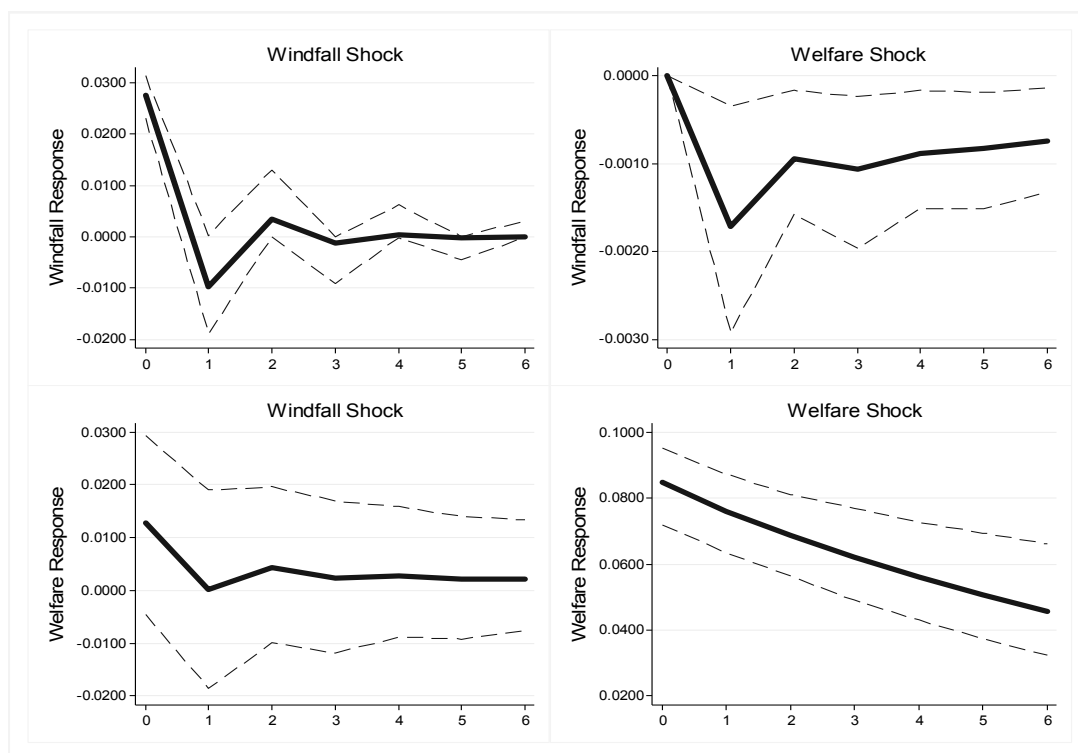 Windfall Shock
Windfall Response
0.0300
0.0200
0.0100
0.0000
-0.0100
-0.0200
0 1 2 3 4 5 6
Welfare Shock
Windfall Response
0.0000
-0.0010
-0.0020
-0.0030
0 1 2 3 4 5 6
Windfall Shock
Welfare Response
0.0300
0.0200
0.0100
0.0000
-0.0100
-0.0200
0 1 2 3 4 5 6
Welfare Shock
Welfare Response
0.1000
0.0800
0.0600
0.0400
0.0200
0 1 2 3 4 5 6